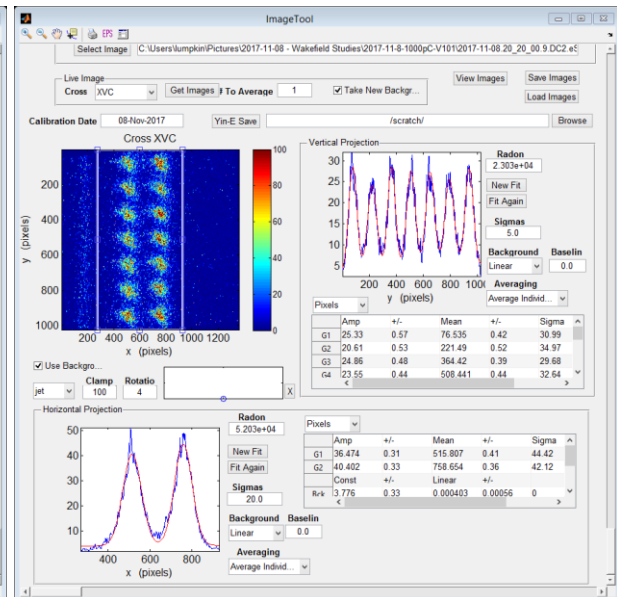 ImageTool
EPS
Select Image C:\Users\lumpkin\Pictures\2017-11-08 - Wakefield Studies\2017-11-8-1000pC-V101\2017-11-08.20_20_00.9.DC2.e5
Live Image
Cross XVC Get Images # To Average 1 Take New Backgr... View Images Save Images
Load Images
Calibration Date 08-Nov-2017 Yin-E Save /scratch/ Browse
Cross XVC
100
80
60
40
20
0
200
400
600
800
1000
y (pixels)
200 400 600 800 1000 1200
x (pixels)
Vertical Projection
30
25
20
15
10
5
200 400 600 800 1000
y (pixels)
Radon
2.303e+04
New Fit
Fit Again
Sigmas
5.0
Background Baselin
Linear 0.0
Averaging
Average Individ...
Pixels
Amp +/- Mean +/- Sigma
G1 25.33 0.57 76.535 0.42 30.99
G2 20.61 0.53 221.49 0.52 34.97
G3 24.86 0.48 364.42 0.39 29.68
G4 23.55 0.44 508.441 0.44 32.64
Use Backgro...
Clamp Rotatio
jet 100 4 X
Horizontal Projection
50
40
30
20
10
400 600 800
x (pixels)
Radon
5.203e+04
New Fit
Fit Again
Sigmas
20.0
Background Baselin
Linear 0.0
Averaging
Average Individ...
Pixels
Amp +/- Mean +/- Sigma
G1 36.474 0.31 515.807 0.41 44.42
G2 40.402 0.33 758.654 0.36 42.12
Const +/- Linear +/-
Bck 3.776 0.33 0.000403 0.00056 0